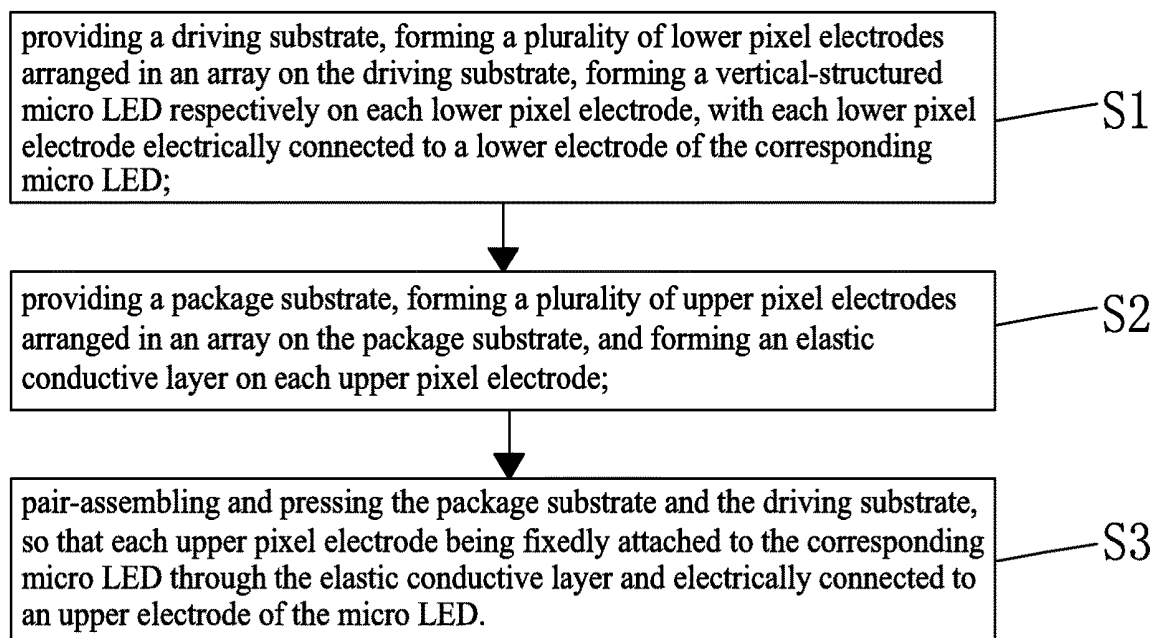 providing a driving substrate, forming a plurality of lower pixel electrodes
arranged in an array on the driving substrate, forming a vertical-structured
micro LED respectively on each lower pixel electrode, with each lower pixel
electrode electrically connected to a lower electrode of the corresponding
micro LED;
S1
providing a package substrate, forming a plurality of upper pixel electrodes
arranged in an array on the package substrate, and forming an elastic
conductive layer on each upper pixel electrode;
S2
pair-assembling and pressing the package substrate and the driving substrate,
so that each upper pixel electrode being fixedly attached to the corresponding
micro LED through the elastic conductive layer and electrically connected to
an upper electrode of the micro LED.
S3